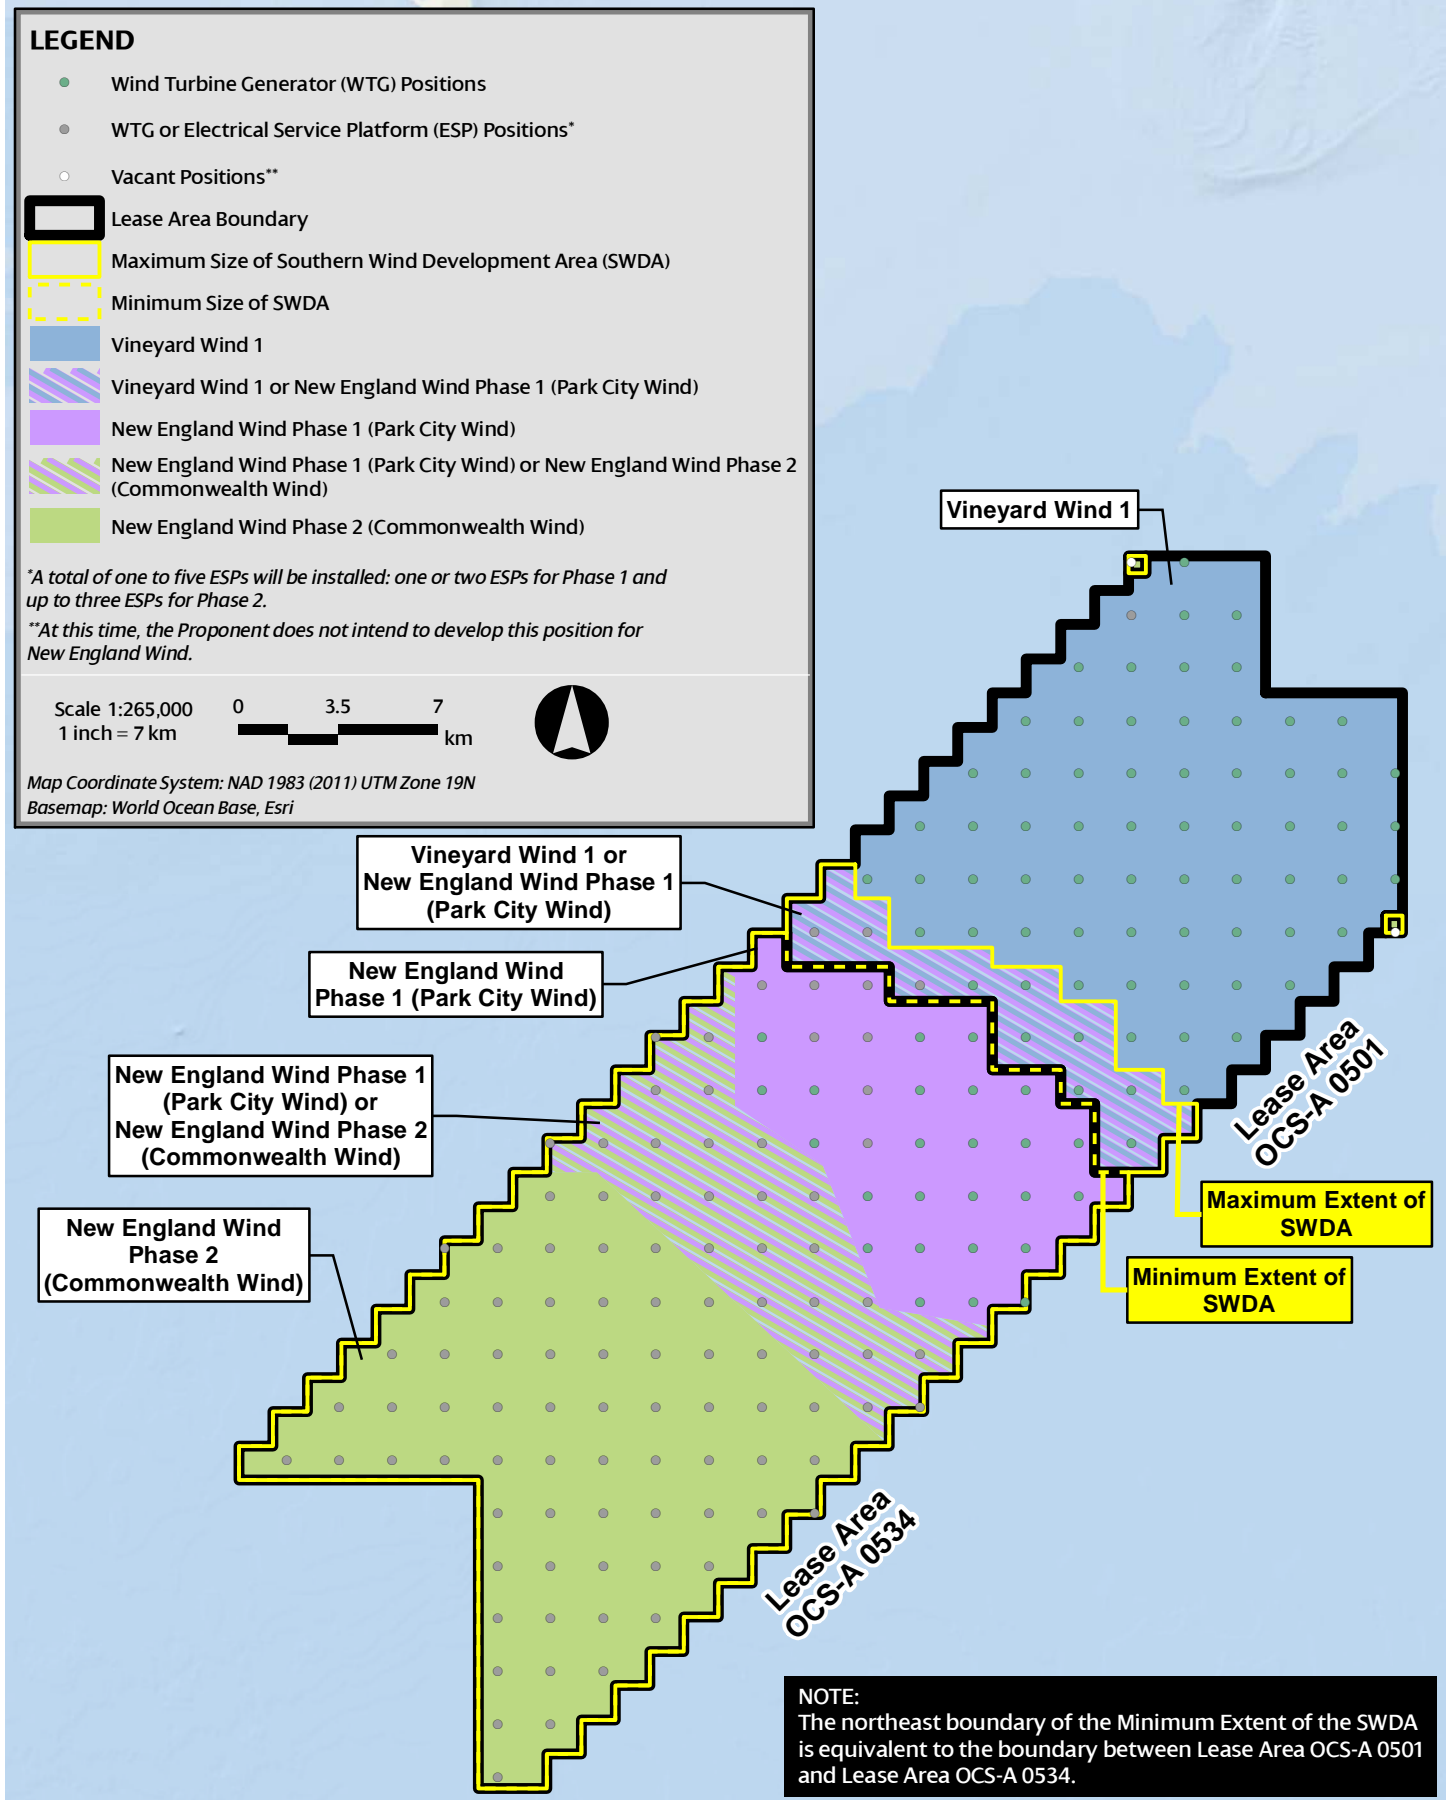 LEGEND
Wind Turbine Generator (WTG) Positions
WTG or Electrical Service Platform (ESP) Positions*
Vacant Positions**
Lease Area Boundary
Maximum Size of Southern Wind Development Area (SWDA)
Minimum Size of SWDA
Vineyard Wind 1
Vineyard Wind 1 or New England Wind Phase 1 (Park City Wind)
New England Wind Phase 1 (Park City Wind)
New England Wind Phase 1 (Park City Wind) or New England Wind Phase 2
(Commonwealth Wind)
New England Wind Phase 2 (Commonwealth Wind)
*A total of one to five ESPs will be installed: one or two ESPs for Phase 1 and
up to three ESPs for Phase 2.
**At this time, the Proponent does not intend to develop this position for
New England Wind.
Scale 1:265,000
1 inch = 7 km
0 3.5 7
km
Map Coordinate System: NAD 1983 (2011) UTM Zone 19N
Basemap: World Ocean Base, Esri
Vineyard Wind 1
Vineyard Wind 1 or
New England Wind Phase 1
(Park City Wind)
New England Wind
Phase 1 (Park City Wind)
New England Wind Phase 1
(Park City Wind) or
New England Wind Phase 2
(Commonwealth Wind)
New England Wind
Phase 2
(Commonwealth Wind)
Lease Area
OCS-A 0501
Maximum Extent of
SWDA
Minimum Extent of
SWDA
Lease Area
OCS-A 0534
NOTE:
The northeast boundary of the Minimum Extent of the SWDA
is equivalent to the boundary between Lease Area OCS-A 0501
and Lease Area OCS-A 0534.